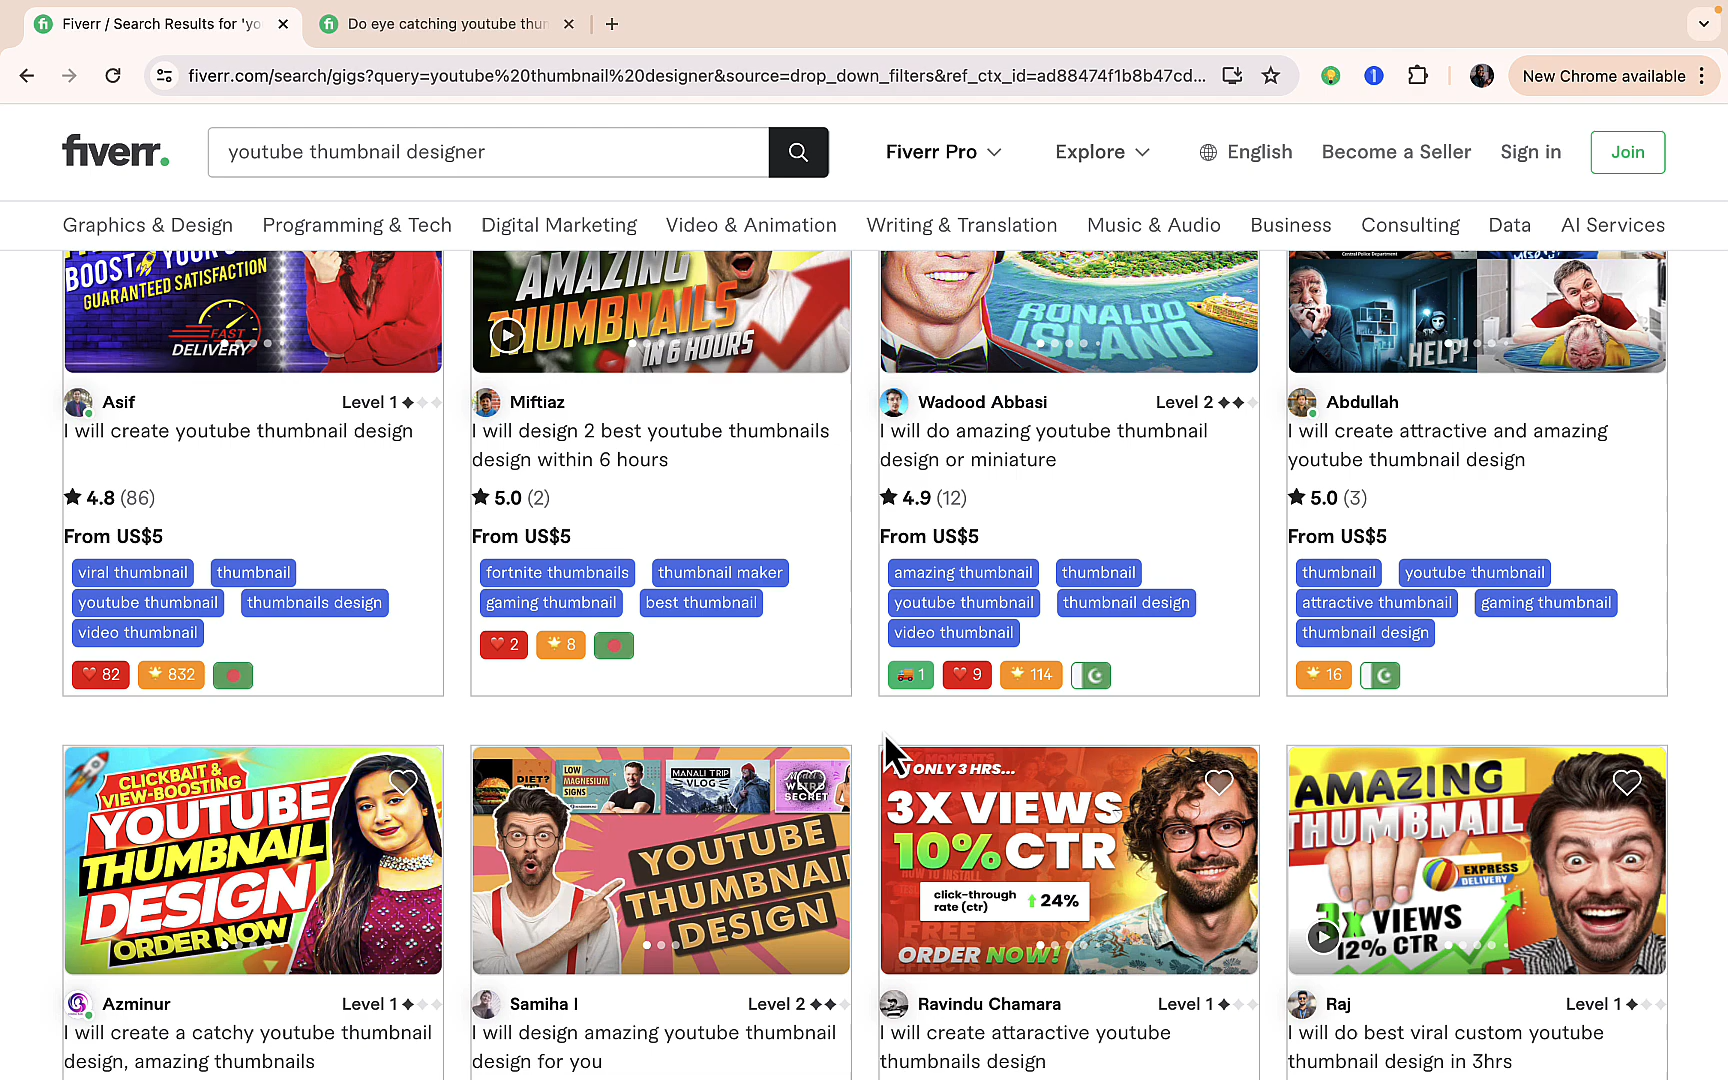 Fiverr / Search Results for 'yo
Do eye catching youtube thur
fiverr.com/search/gigs?query=youtube%20thumbnail%20designer&source=drop_down_filters&ref_ctx_id=ad88474f1b8b47cd...
New Chrome available
fiverr.
youtube thumbnail designer
Fiverr Pro
Explore
English
Become a Seller
Sign in
Join
Graphics & Design
Programming & Tech
Digital Marketing
Video & Animation
Writing & Translation
Music & Audio
Business
Consulting
Data
AI Services
BOOST YOUR
GUARANTEED SATISFACTION
FAST
DELIVERY
AMAZING
THUMBNAILS
IN 6 HOURS
RONALDO
ISLAND
Central Police Department
HELP!
Asif
Level 1
I will create youtube thumbnail design
4.8 (86)
From US$5
viral thumbnail
thumbnail
youtube thumbnail
thumbnails design
video thumbnail
82
832
Miftiaz
I will design 2 best youtube thumbnails
design within 6 hours
5.0 (2)
From US$5
fortnite thumbnails
thumbnail maker
gaming thumbnail
best thumbnail
2
8
Wadood Abbasi
Level 2
I will do amazing youtube thumbnail
design or miniature
4.9 (12)
From US$5
amazing thumbnail
thumbnail
youtube thumbnail
thumbnail design
video thumbnail
1
9
114
Abdullah
I will create attractive and amazing
youtube thumbnail design
5.0 (3)
From US$5
thumbnail
youtube thumbnail
attractive thumbnail
gaming thumbnail
thumbnail design
16
CLICKBAIT &
VIEW-BOOSTING
YOUTUBE
THUMBNAIL
DESIGN
ORDER NOW
Azminur
Level 1
I will create a catchy youtube thumbnail
design, amazing thumbnails
DIET?
LOW
MAGNESIUM
SIGNS
MANALI TRIP
VLOG
WEIRD
SECRET
YOUTUBE
THUMBNAIL
DESIGN
Samiha I
Level 2
I will design amazing youtube thumbnail
design for you
ONLY 3 HRS...
3X VIEWS
10% CTR
click-through
rate (ctr)
24%
ORDER NOW!
Ravindu Chamara
Level 1
I will create attaractive youtube
thumbnails design
AMAZING
THUMBNAIL
EXPRESS
DELIVERY
3X VIEWS
12% CTR
Raj
Level 1
I will do best viral custom youtube
thumbnail design in 3hrs